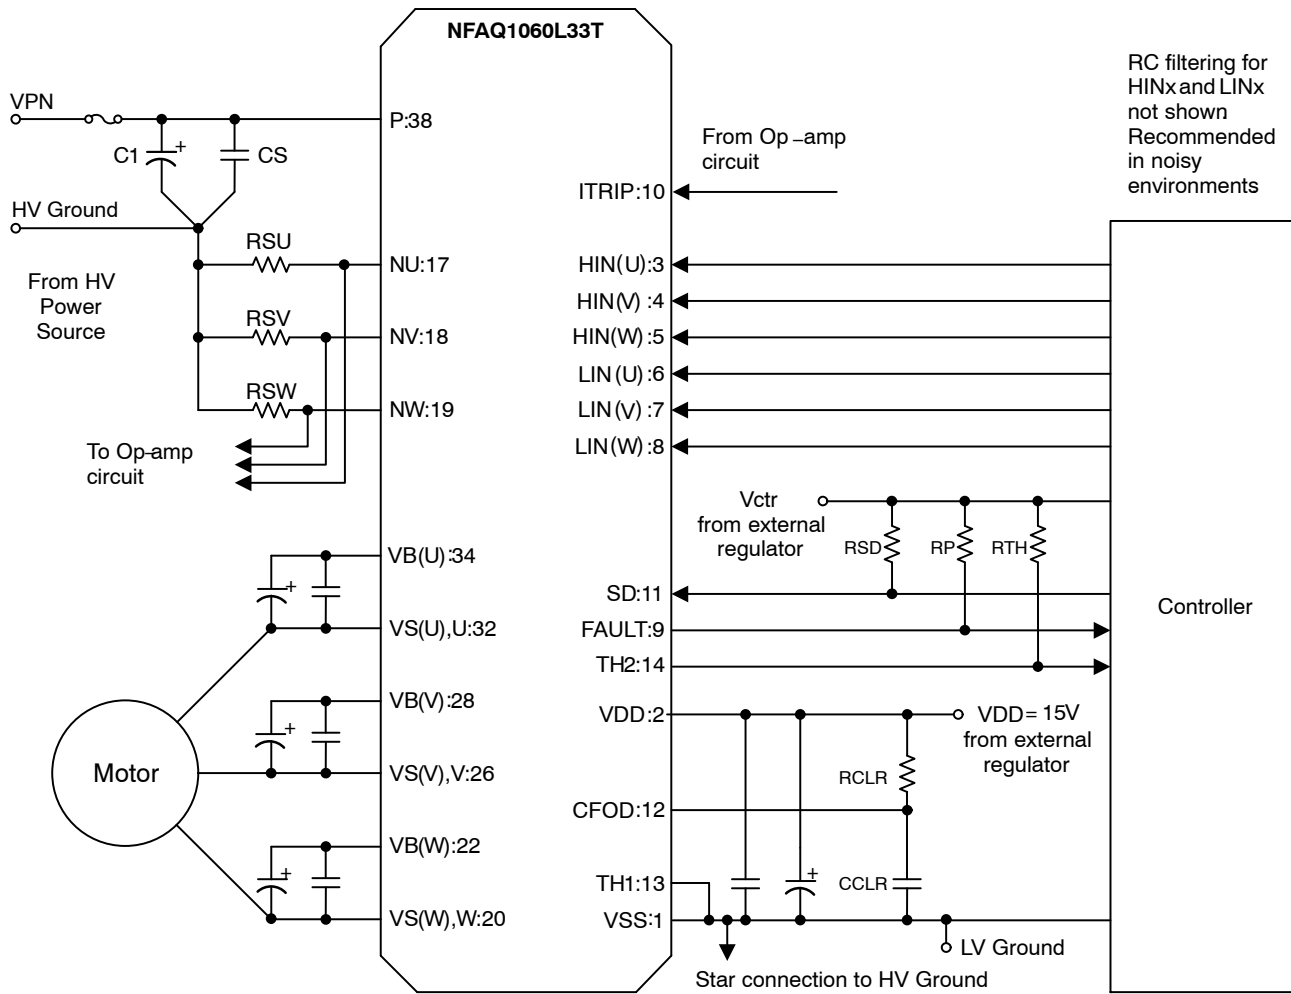 NFAQ1060L33T
VPN
P:38
C1
+
CS
HV Ground
From HV
Power
Source
RSU
NU:17
RSV
NV:18
RSW
NW:19
To Op-amp
circuit
VB(U):34
+
VS(U),U:32
VB(V):28
+
VS(V),V:26
VB(W):22
+
VS(W),W:20
Motor
From Op-amp
circuit
ITRIP:10
HIN(U):3
HIN(V):4
HIN(W):5
LIN(U):6
LIN(V):7
LIN(W):8
Vctr
from external
regulator
RSD
RP
RTH
SD:11
FAULT:9
TH2:14
VDD:2
VDD=15V
from external
regulator
RCLR
CFOD:12
TH1:13
+
CCLR
VSS:1
LV Ground
Star connection to HV Ground
RC filtering for
HINx and LINx
not shown
Recommended
in noisy
environments
Controller